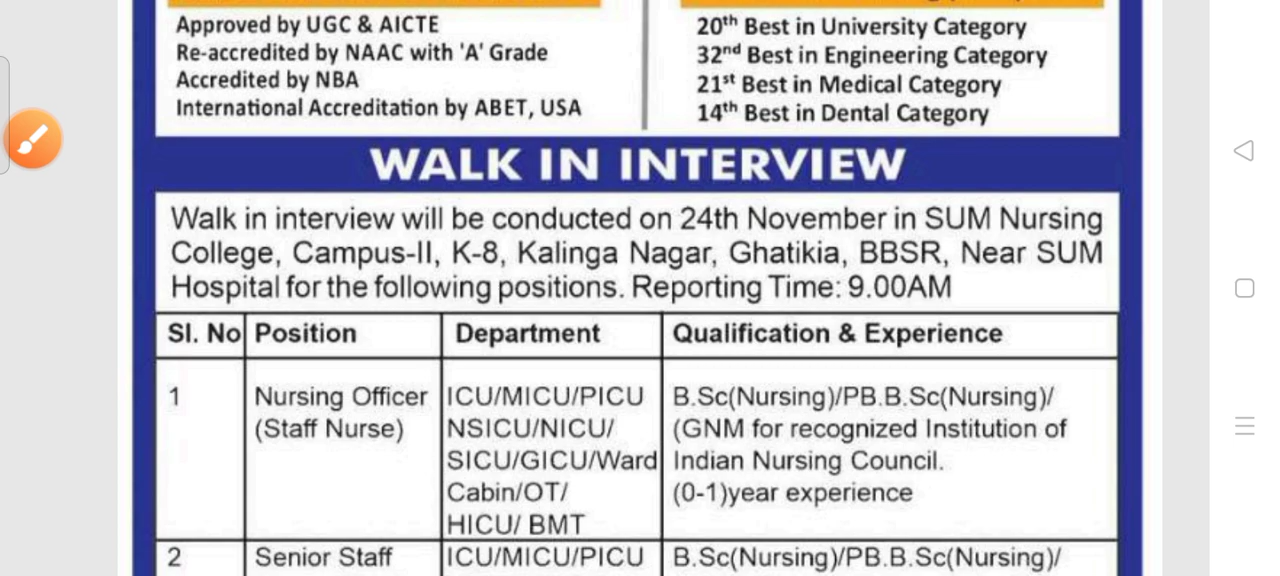 Approved by UGC & AICTE
Re-accredited by NAAC with 'A' Grade
Accredited by NBA
International Accreditation by ABET, USA
20th Best in University Category
32nd Best in Engineering Category
21st Best in Medical Category
14th Best in Dental Category
WALK IN INTERVIEW
Walk in interview will be conducted on 24th November in SUM Nursing
College, Campus-II, K-8, Kalinga Nagar, Ghatikia, BBSR, Near SUM
Hospital for the following positions. Reporting Time: 9.00AM
Sl. No Position Department Qualification & Experience
1 Nursing Officer ICU/MICU/PICU B.Sc(Nursing)/PB.B.Sc(Nursing)/
(Staff Nurse) NSICU/NICU/ (GNM for recognized Institution of
SICU/GICU/Ward Indian Nursing Council.
Cabin/OT/ (0-1)year experience
HICU/ BMT
2 Senior Staff ICU/MICU/PICU B.Sc(Nursing)/PB.B.Sc(Nursing)/